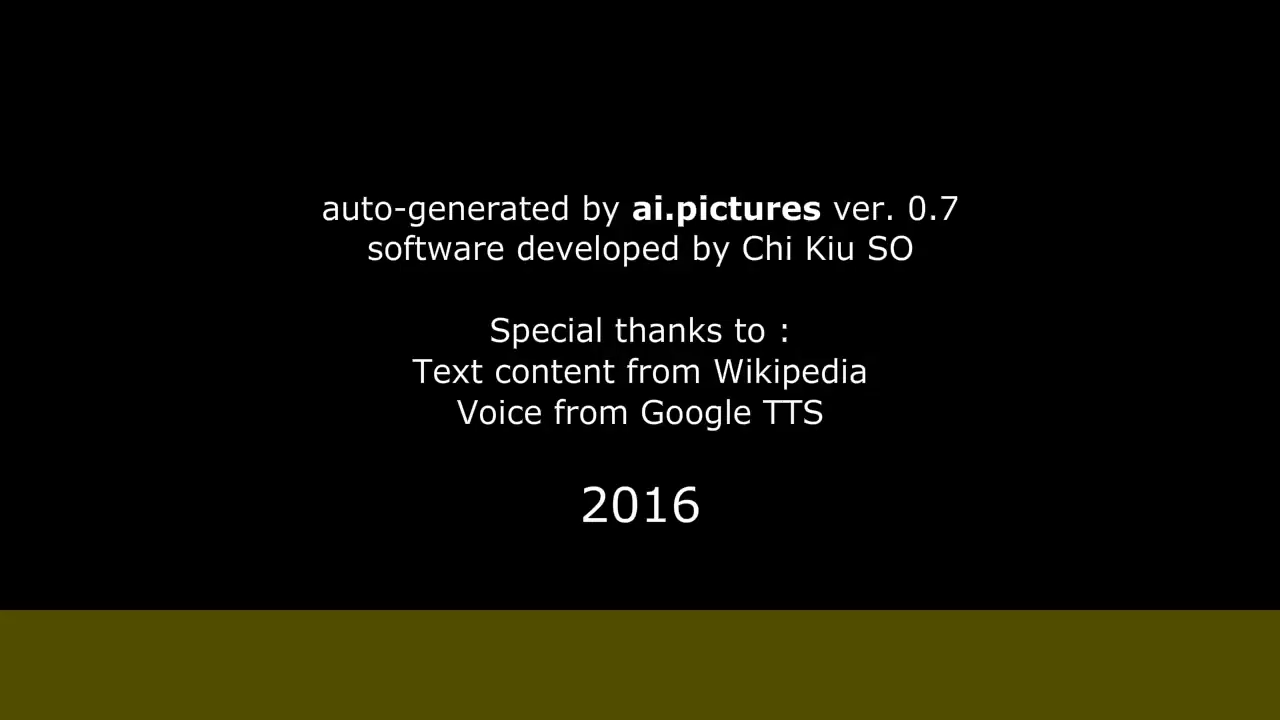 auto-generated by ai.pictures ver. 0.7
software developed by Chi Kiu SO
Special thanks to :
Text content from Wikipedia
Voice from Google TTS
2016